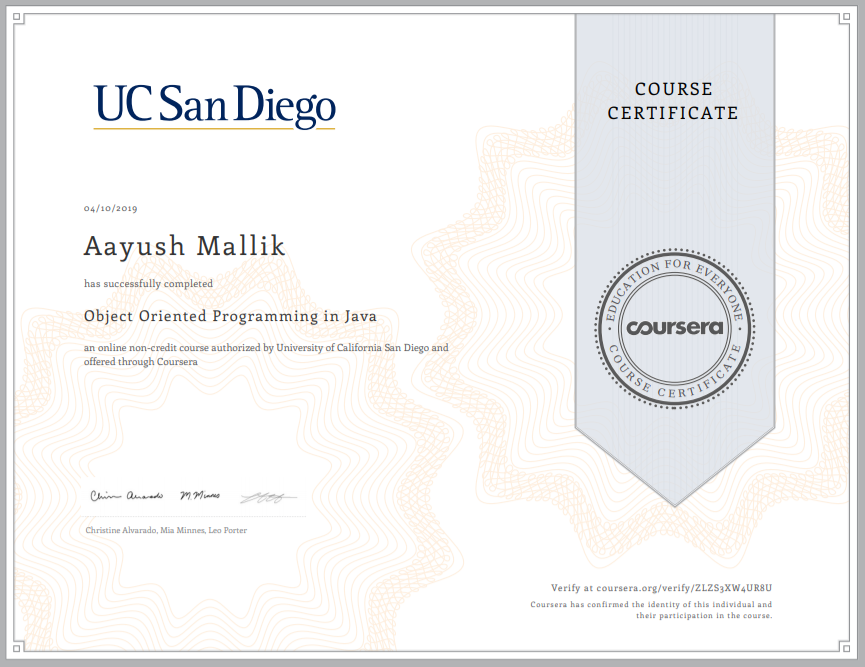 UC San Diego
COURSE
CERTIFICATE
04/10/2019
Aayush Mallik
has successfully completed
Object Oriented Programming in Java
an online non-credit course authorized by University of California San Diego and
offered through Coursera
EDUCATION FOR EVERYONE
coursera
COURSE CERTIFICATE
Christine Alvarado, Mia Minnes, Leo Porter
Verify at coursera.org/verify/ZLZS3XW4UR8U
Coursera has confirmed the identity of this individual and
their participation in the course.